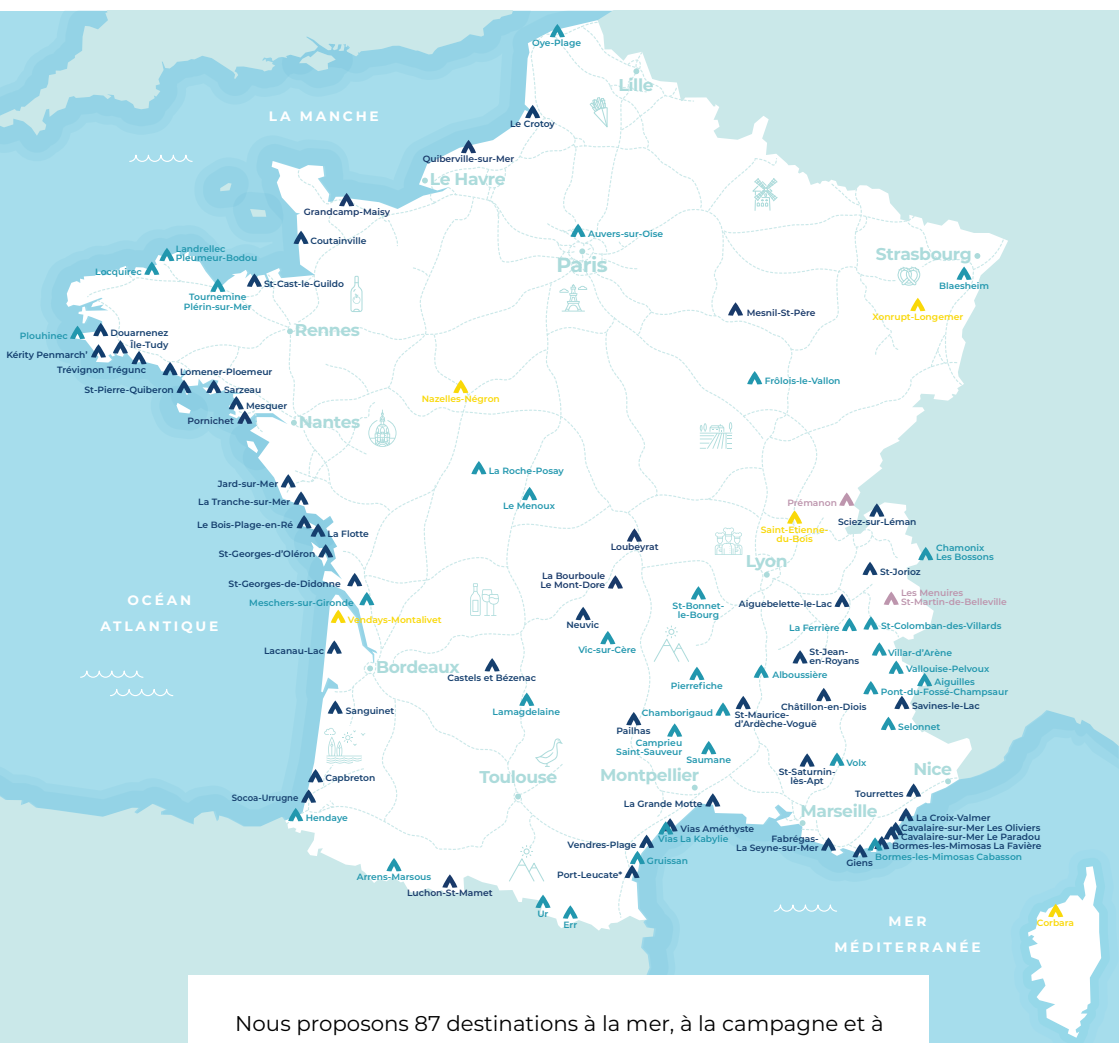 Oye-Plage
Lille
LA MANCHE
Le Crotoy
Quiberville-sur-Mer
Le Havre
Grandcamp-Maisy
Auvers-sur-Oise
Coutainville
Landrellec
Pleumeur-Bodou
Locquirec
Strasbourg
Paris
St-Cast-le-Guildo
Blaesheim
Tournemine
Plérin-sur-Mer
Mesnil-St-Père
Xonrupt-Longemer
Rennes
Plouhinec
Douarnenez
Île-Tudy
Kérity Penmarch'
Trévignon Trégunc
Lomener-Ploemeur
Frôlois-le-Vallon
St-Pierre-Quiberon
Sarzeau
Nazelles-Négron
Mesquer
Pornichet
Nantes
La Roche-Posay
Jard-sur-Mer
Le Menoux
La Tranche-sur-Mer
Prémanon
Le Bois-Plage-en-Ré
La Flotte
Sciez-sur-Léman
Saint-Etienne-
du-Bois
Loubeyrat
St-Georges-d'Oléron
Chamonix
Les Bossons
Lyon
St-Jorioz
La Bourboule
Le Mont-Dore
St-Georges-de-Didonne
Les Menuires
St-Martin-de-Belleville
OCÉAN
ATLANTIQUE
Meschers-sur-Gironde
St-Bonnet-
le-Bourg
Aiguebelette-le-Lac
Vendays-Montalivet
Neuvic
La Ferrière
St-Colomban-des-Villards
Lacanau-Lac
Vic-sur-Cère
St-Jean-
en-Royans
Villar-d'Arène
Bordeaux
Castels et Bézenac
Vallouise-Pelvoux
Alboussière
Aiguilles
Pierrefiche
Pont-du-Fossé-Champsaur
Sanguinet
Lamagdelaine
Chamborigaud
St-Maurice-
d'Ardèche-Voguë
Châtillon-en-Diois
Savines-le-Lac
Pailhas
Selonnet
Camprieu
Saint-Sauveur
Saumane
Volx
Capbreton
Toulouse
Montpellier
St-Saturnin-
lès-Apt
Nice
Socoa-Urrugne
Tourrettes
La Grande Motte
Marseille
Hendaye
La Croix-Valmer
Vias Améthyste
Cavalaire-sur-Mer Les Oliviers
Vias La Kabylie
Cavalaire-sur-Mer Le Paradou
Vendres-Plage
Fabrégas-
La Seyne-sur-Mer
Bormes-les-Mimosas La Favière
Gruissan
Giens
Bormes-les-Mimosas Cabasson
Arrens-Marsous
Port-Leucate*
Luchon-St-Mamet
Ur
Err
MER
MÉDITERRANÉE
Corbara
Nous proposons 87 destinations à la mer, à la campagne et à